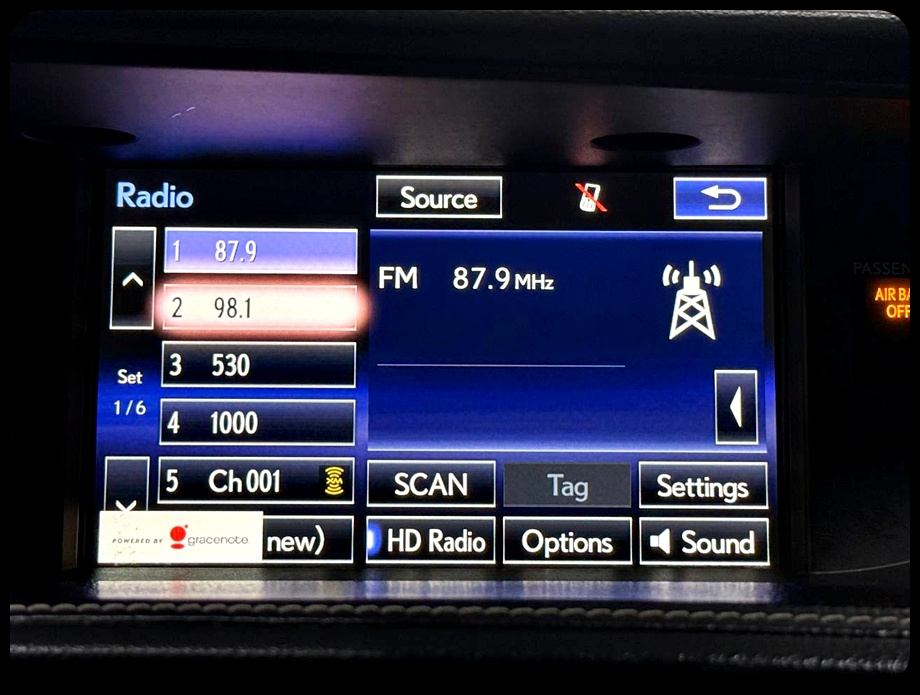 Radio
Source
1 87.9
2 98.1
3 530
4 1000
5 Ch 001
new)
Set
1/6
FM 87.9 MHz
SCAN
Tag
Settings
HD Radio
Options
Sound
POWERED BY gracenote
PASSEN
AIR BA
OFF